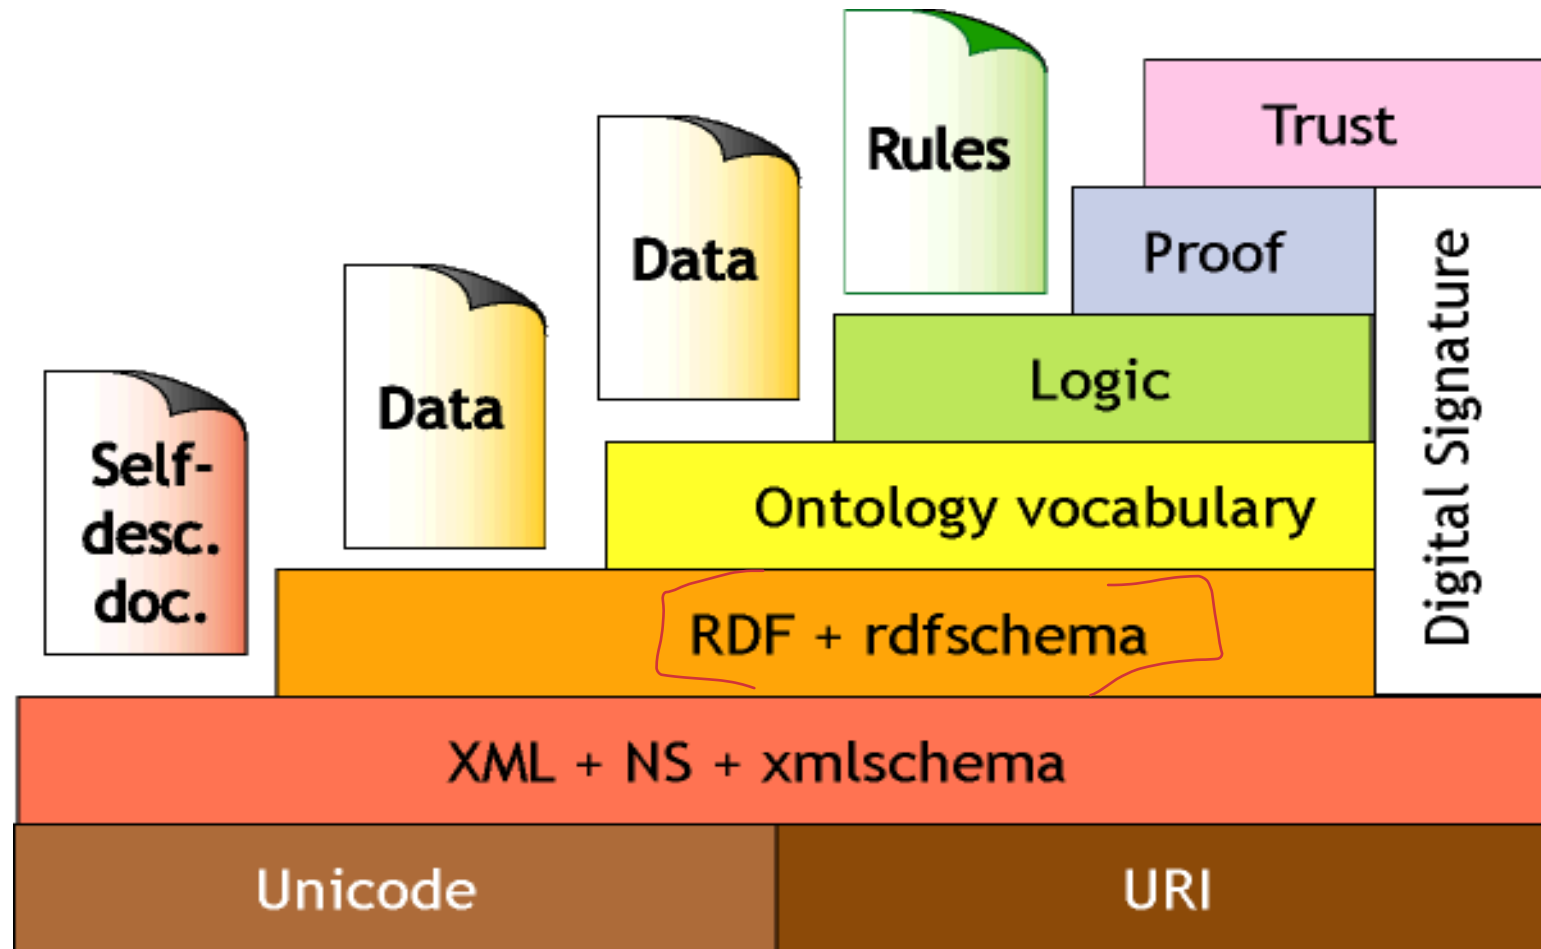 Rules
Trust
Data
Proof
Data
Logic
Self-
desc.
doc.
Ontology vocabulary
Digital Signature
RDF + rdfschema
XML + NS + xmlschema
Unicode
URI